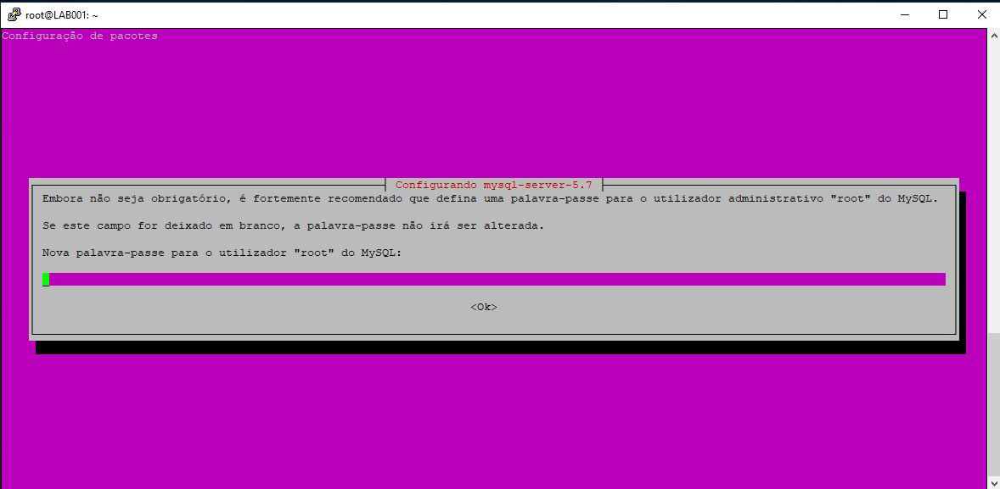 root@LAB001: ~
Configuração de pacotes
Configurando mysql-server-5.7
Embora não seja obrigatório, é fortemente recomendado que defina uma palavra-passe para o utilizador administrativo "root" do MySQL.
Se este campo for deixado em branco, a palavra-passe não irá ser alterada.
Nova palavra-passe para o utilizador "root" do MySQL:
<Ok>